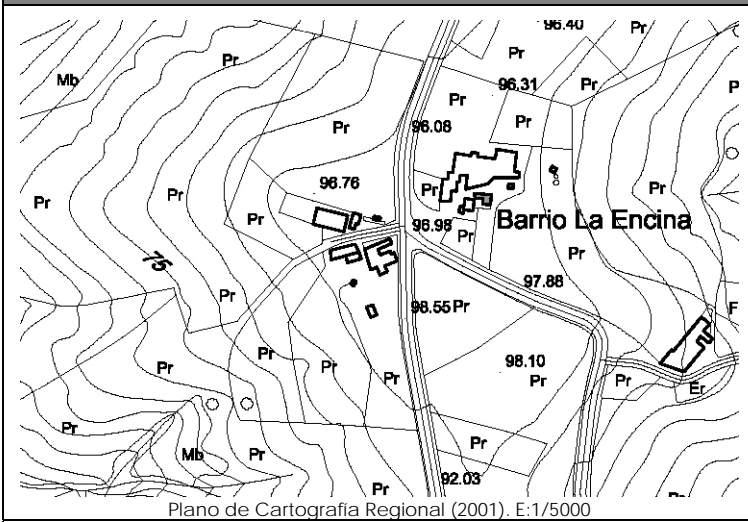 96.40
Pr
Pr
Pr
Mb
96.31
Pr
P
Pr
Pr
96.08
Pr
96.76
Pr
Pr
Pr
Pr
Pr
Pr
96.98
Barrio La Encina
Pr
Pr
75
97.88
Pr
98.55 Pr
Pr
98.10
Pr
Pr
Pr
Pr
Pr
Pr
Er
Pr
Pr
Mb
Pr
Pr
92.03
Plano de Cartografía Regional (2001). E:1/5000